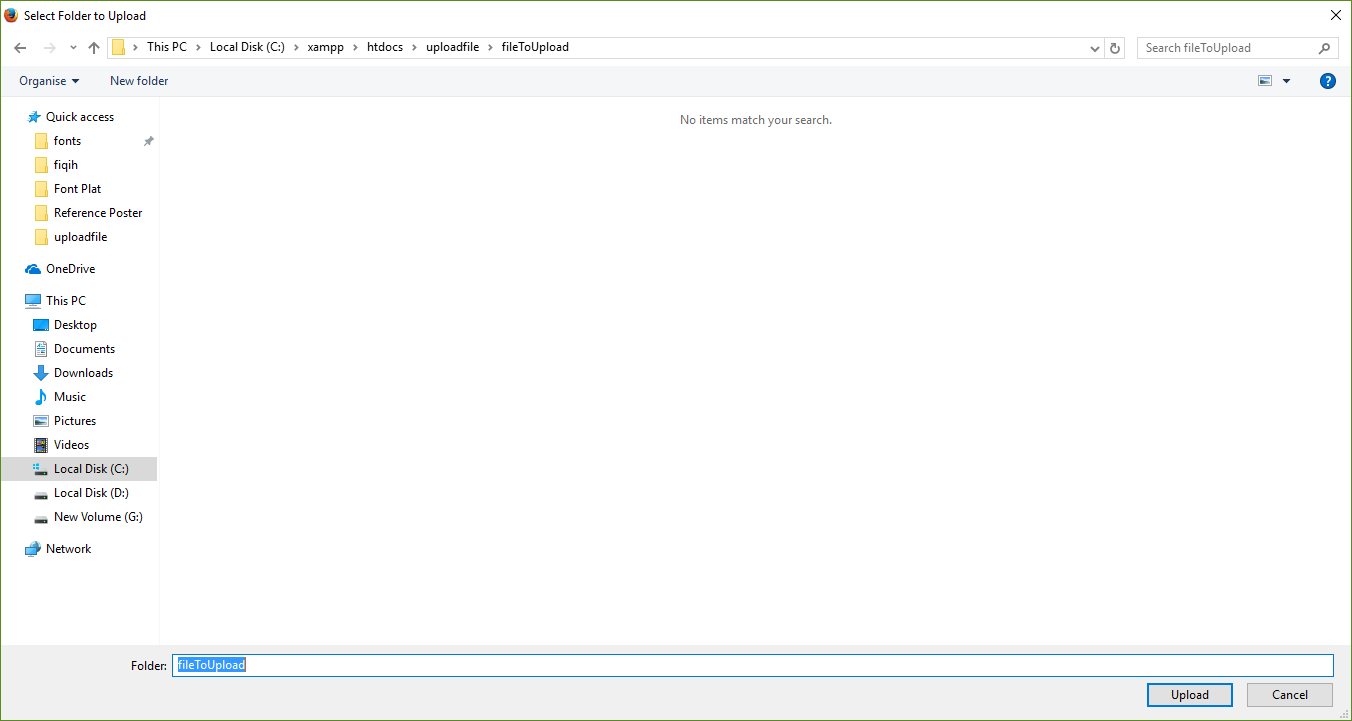 Select Folder to Upload
This PC > Local Disk (C:) > xampp > htdocs > uploadfile > fileToUpload
Search fileToUpload
Organise
New folder
?
Quick access
fonts
fiqih
Font Plat
Reference Poster
uploadfile
OneDrive
This PC
Desktop
Documents
Downloads
Music
Pictures
Videos
Local Disk (C:)
Local Disk (D:)
New Volume (G:)
Network
No items match your search.
Folder: fileToUpload
Upload
Cancel